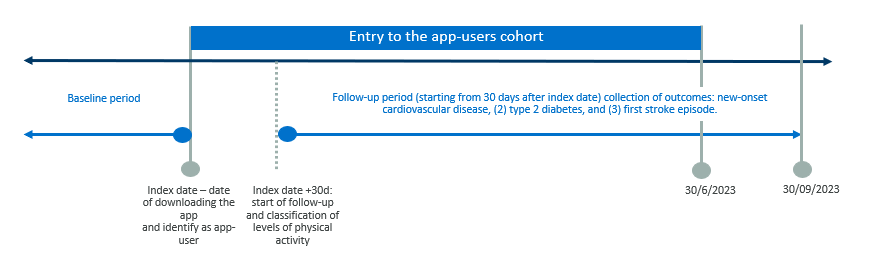 Entry to the app-users cohort
Baseline period
Follow-up period (starting from 30 days after index date) collection of outcomes: new-onset
cardiovascular disease, (2) type 2 diabetes, and (3) first stroke episode.
Index date – date
of downloading the
app
and identify as app-
user
Index date +30d:
start of follow-up
and classification of
levels of physical
activity
30/6/2023
30/09/2023